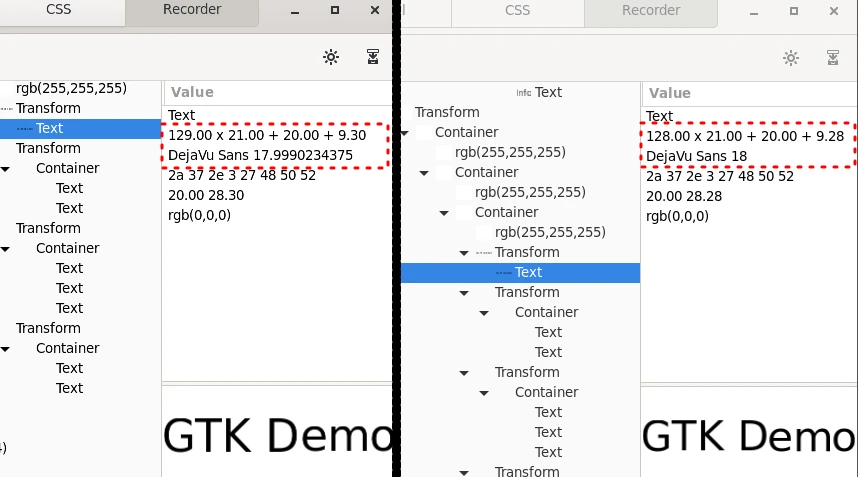 CSS Recorder
rgb(255,255,255)
Transform
Text
Transform
Container
Text
Text
Transform
Container
Text
Text
Text
Transform
Container
Text
Text
Value
Text
129.00 x 21.00 + 20.00 + 9.30
DejaVu Sans 17.9990234375
2a 37 2e 3 27 48 50 52
20.00 28.30
rgb(0,0,0)
GTK Demo
CSS Recorder
Text
Transform
Container
rgb(255,255,255)
Container
rgb(255,255,255)
Container
rgb(255,255,255)
Transform
Text
Transform
Container
Text
Text
Transform
Container
Text
Text
Text
Transform
Value
Text
128.00 x 21.00 + 20.00 + 9.28
DejaVu Sans 18
2a 37 2e 3 27 48 50 52
20.00 28.28
rgb(0,0,0)
GTK Demo